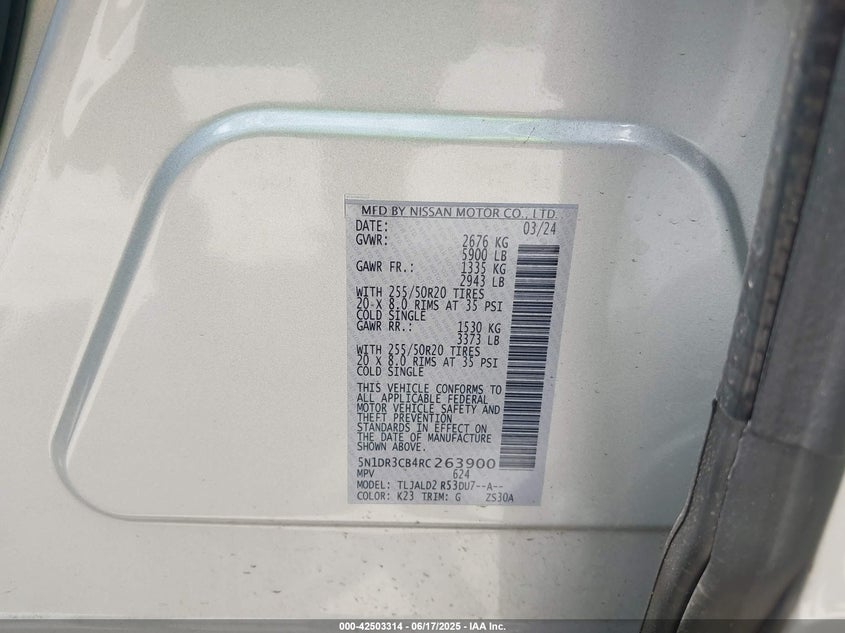 MFD BY NISSAN MOTOR CO., LTD.
DATE: 03/24
GVWR: 2676 KG
5900 LB
GAWR FR.: 1335 KG
2943 LB
WITH 255/50R20 TIRES
20 X 8.0 RIMS AT 35 PSI
COLD SINGLE
GAWR RR.: 1530 KG
3373 LB
WITH 255/50R20 TIRES
20 X 8.0 RIMS AT 35 PSI
COLD SINGLE
THIS VEHICLE CONFORMS TO
ALL APPLICABLE FEDERAL
MOTOR VEHICLE SAFETY AND
THEFT PREVENTION
STANDARDS IN EFFECT ON
THE DATE OF MANUFACTURE
SHOWN ABOVE.
5N1DR3CB4RC263900
MPV 624
MODEL: TLJALD2 R53DU7--A--
COLOR: K23 TRIM: G ZS30A
000-42503314 - 06/17/2025 - IAA Inc.